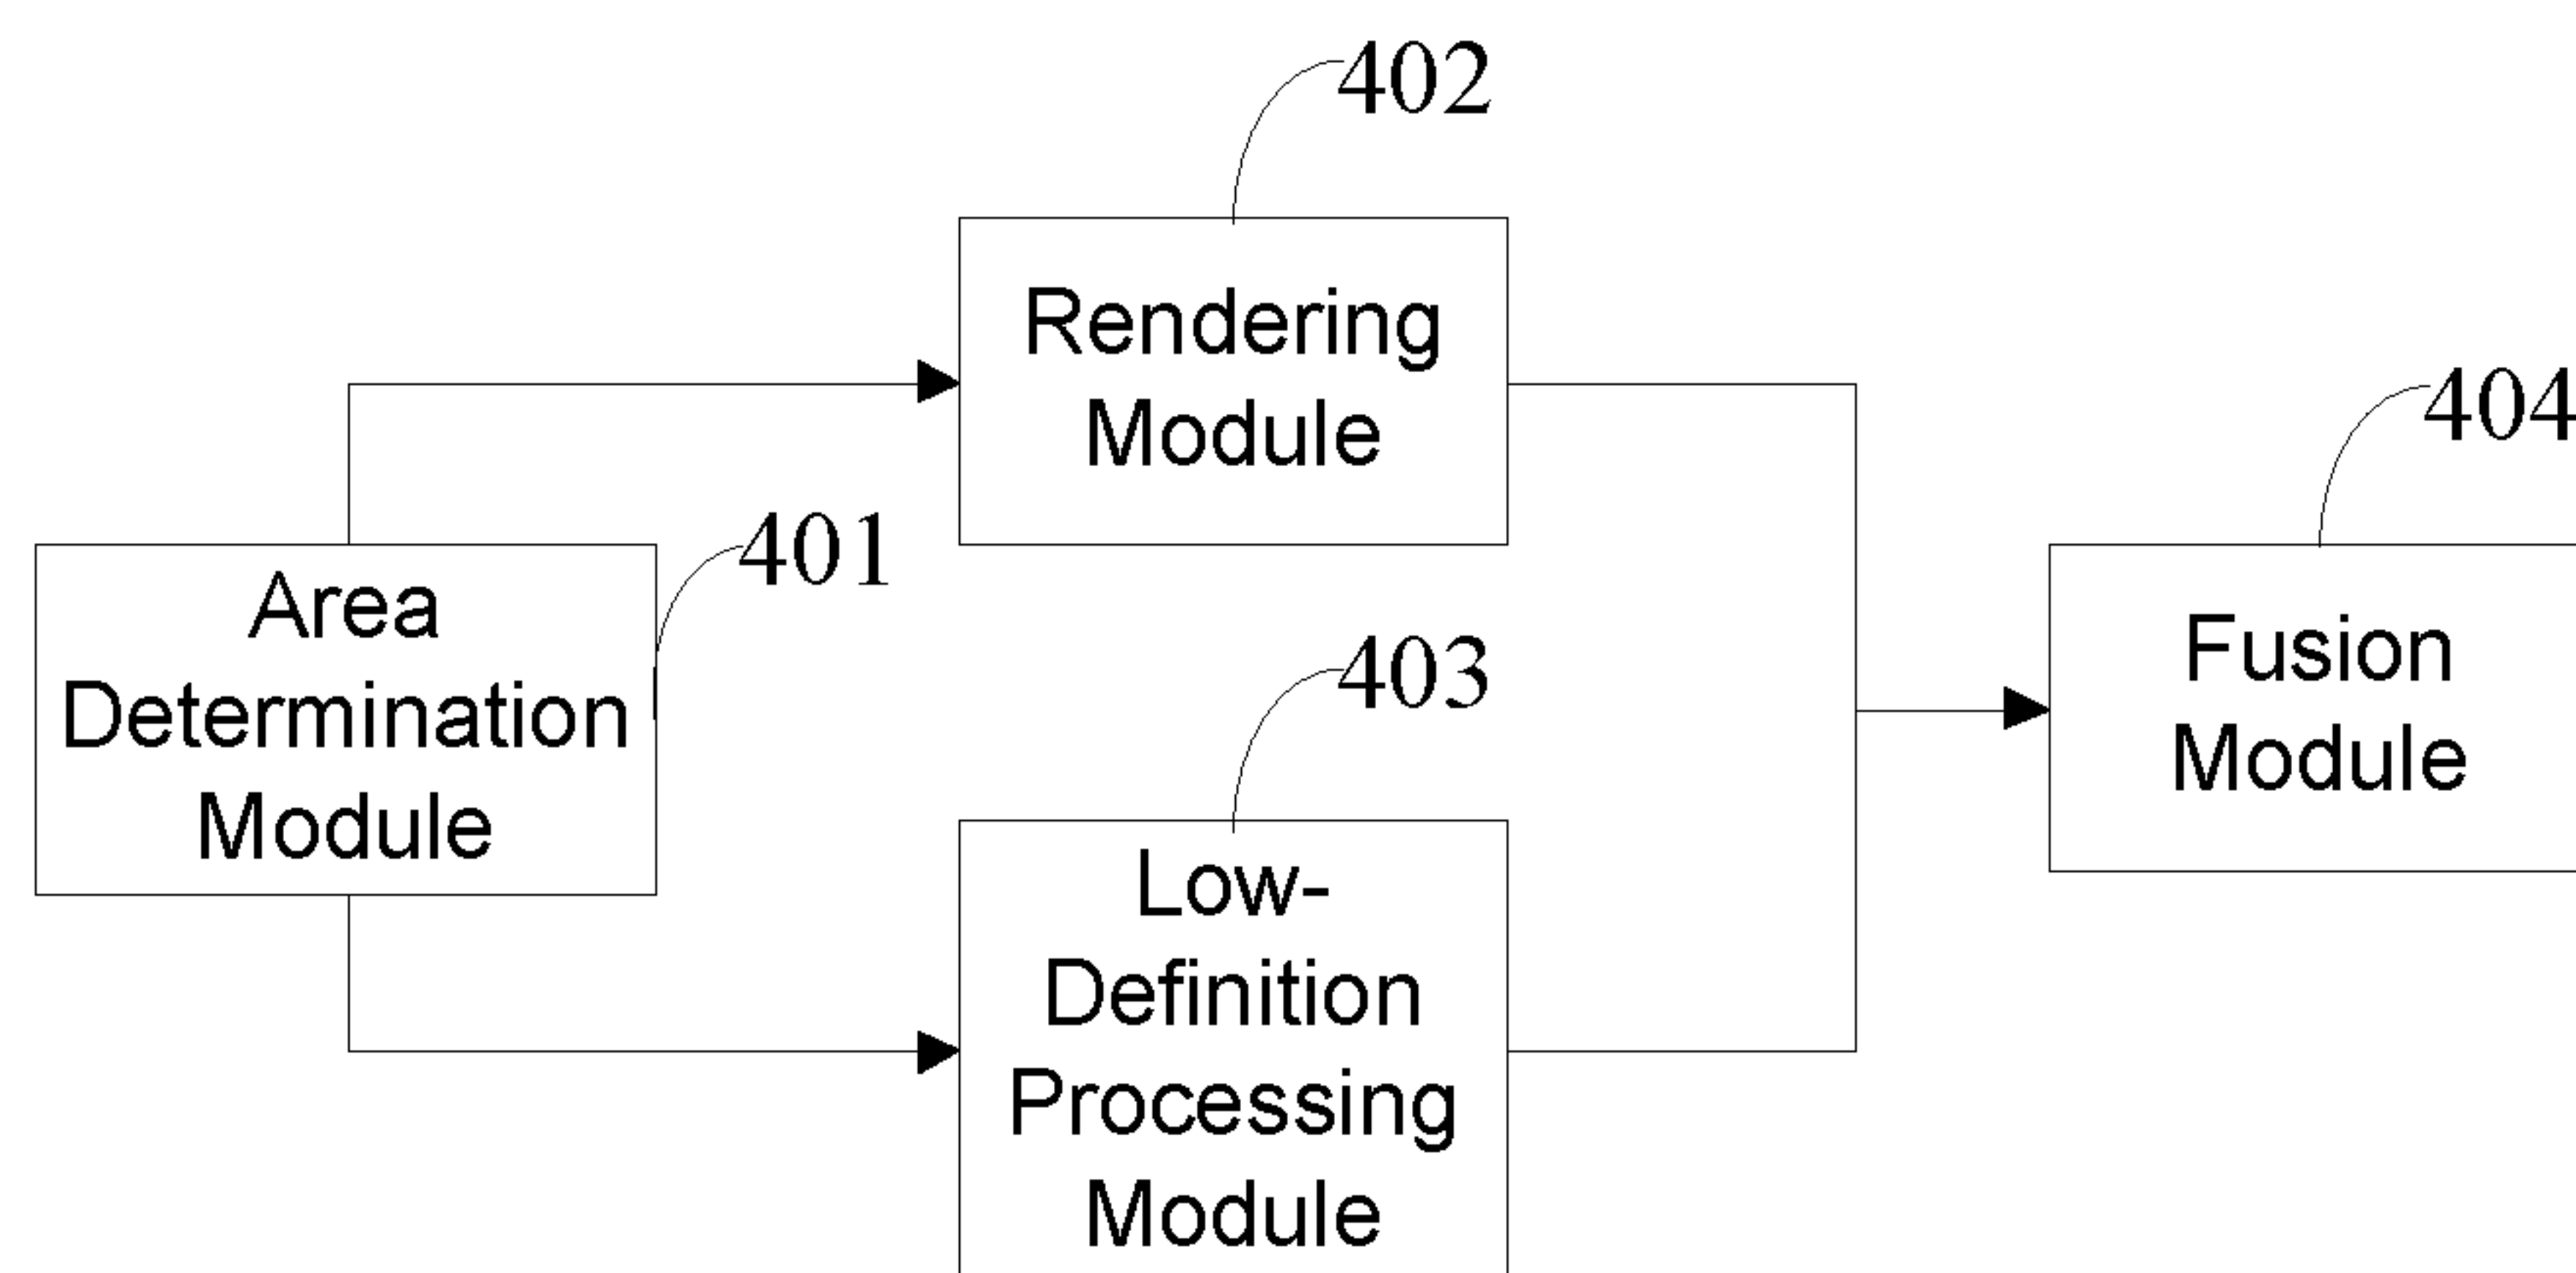 402
Rendering
Module
404
401
Area
Determination
Module
Fusion
Module
403
Low-
Definition
Processing
Module